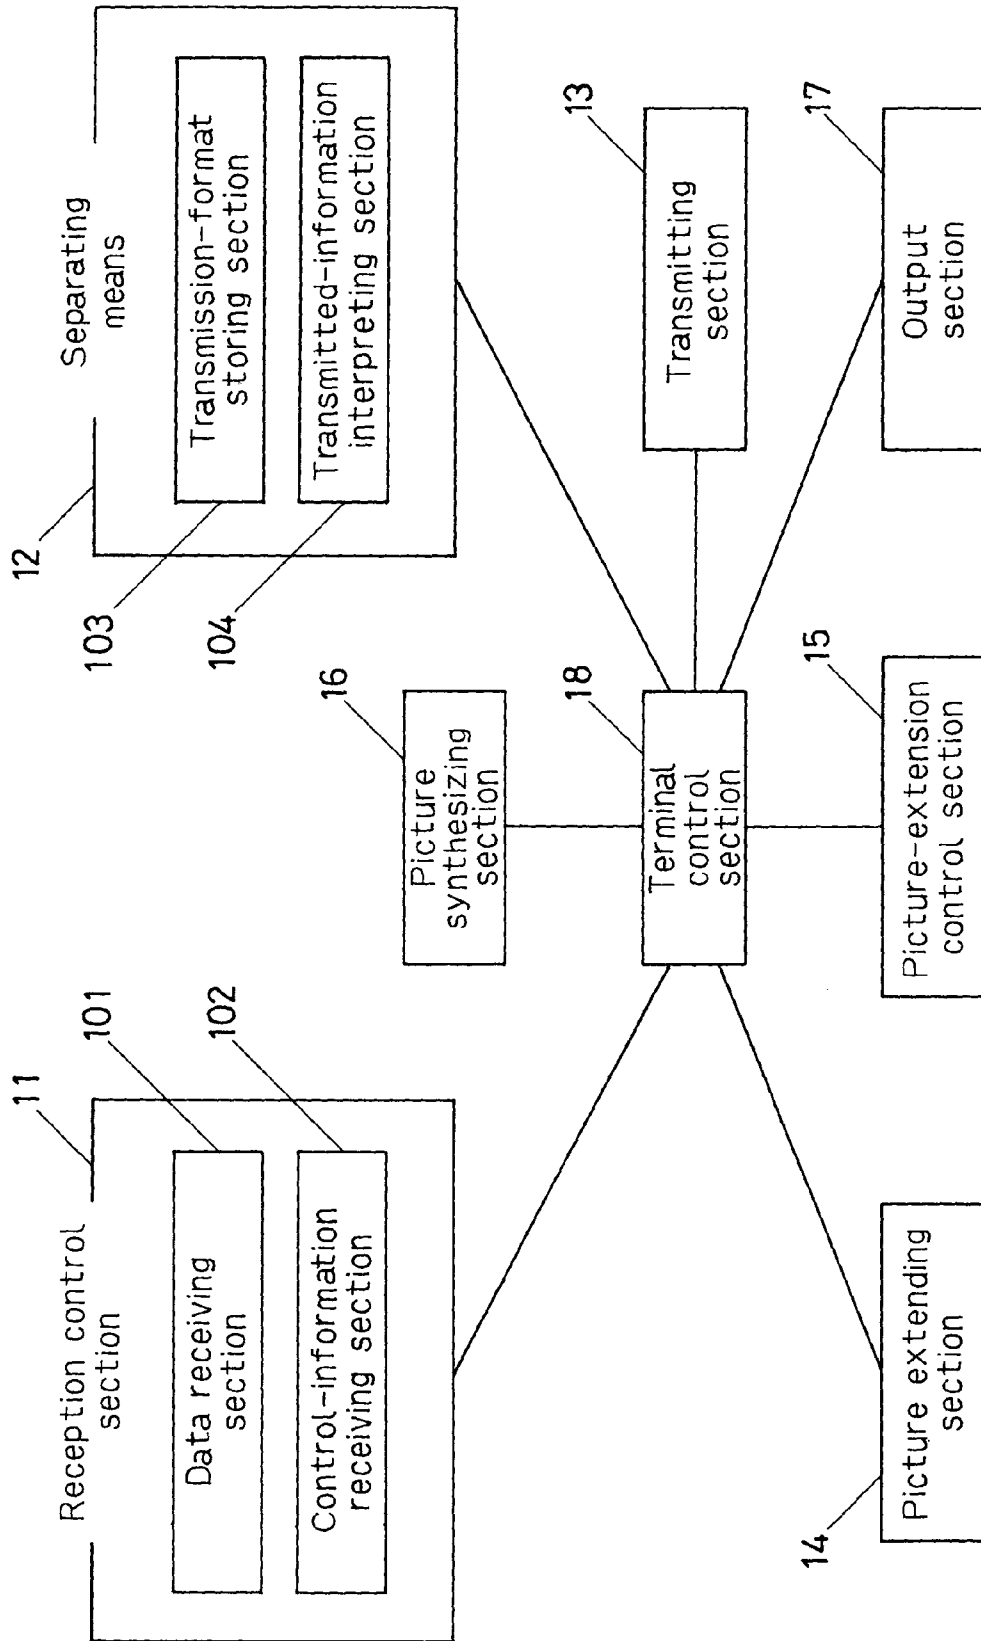 11
Reception control
section
101
Data receiving
section
102
Control-information
receiving section
12
Separating
means
103
Transmission-format
storing section
104
Transmitted-information
interpreting section
16
Picture
synthesizing
section
18
Terminal
control
section
13
Transmitting
section
14
Picture extending
section
15
Picture-extension
control section
17
Output
section